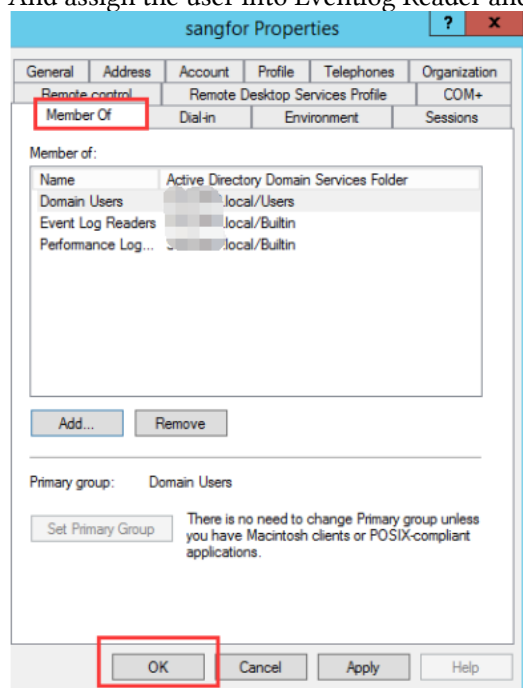 And assign the user into Eventlog Reader and
sangfor Properties ? x
General Address Account Profile Telephones Organization
Remote control Remote Desktop Services Profile COM+
Member Of Dial-in Environment Sessions
Member of:
Name Active Directory Domain Services Folder
Domain Users .local/Users
Event Log Readers .local/Builtin
Performance Log... local/Builtin
Add... Remove
Primary group: Domain Users
Set Primary Group
There is no need to change Primary group unless
you have Macintosh clients or POSIX-compliant
applications.
OK Cancel Apply Help